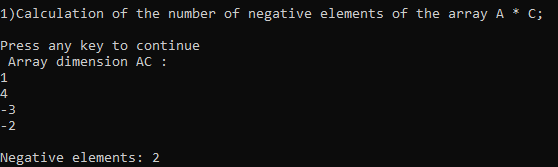 1)Calculation of the number of negative elements of the array A * C;
Press any key to continue
Array dimension AC :
1
4
-3
-2
Negative elements: 2